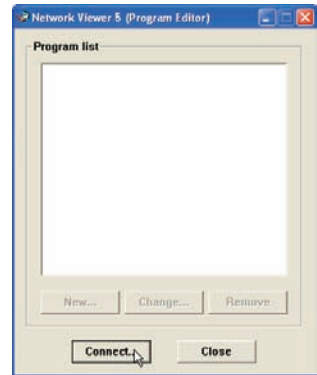 Network Viewer 5 (Program Editor)
Program list
New... Change... Remove
Connect... Close